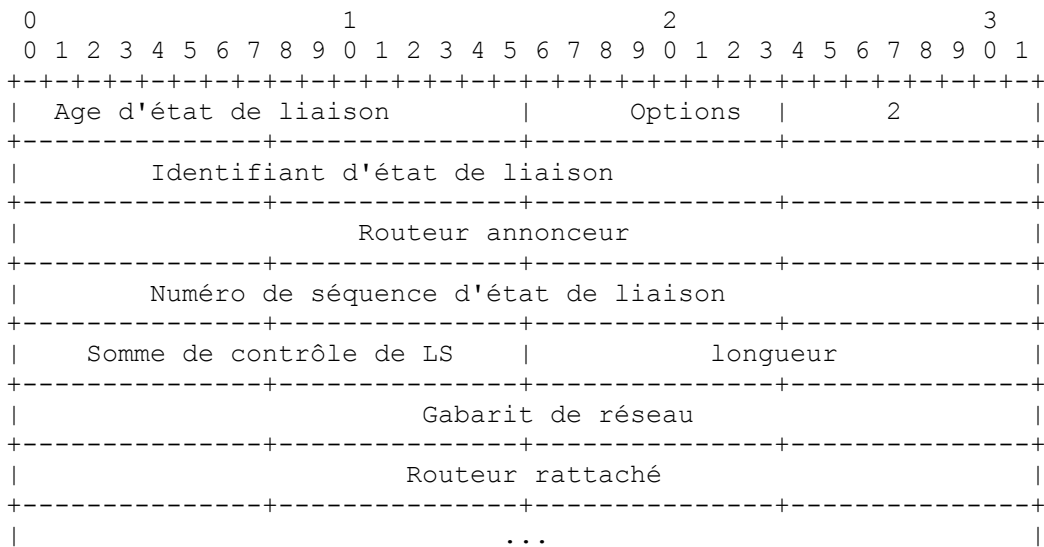 0 1 2 3
0 1 2 3 4 5 6 7 8 9 0 1 2 3 4 5 6 7 8 9 0 1 2 3 4 5 6 7 8 9 0 1
+-+-+-+-+-+-+-+-+-+-+-+-+-+-+-+-+-+-+-+-+-+-+-+-+-+-+-+-+-+-+-+-+
| Age d'état de liaison | Options | 2 |
+---------------+---------------+---------------+---------------+
| Identifiant d'état de liaison |
+---------------+---------------+---------------+---------------+
| Routeur annonceur |
+---------------+---------------+---------------+---------------+
| Numéro de séquence d'état de liaison |
+---------------+---------------+---------------+---------------+
| Somme de contrôle de LS | longueur |
+---------------+---------------+---------------+---------------+
| Gabarit de réseau |
+---------------+---------------+---------------+---------------+
| Routeur rattaché |
+---------------+---------------+---------------+---------------+
| ... |